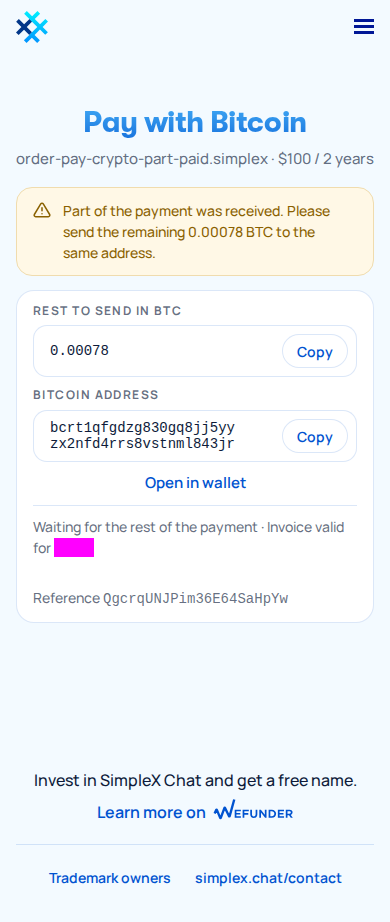 Pay with Bitcoin
order-pay-crypto-part-paid.simplex · $100 / 2 years
Part of the payment was received. Please
send the remaining 0.00078 BTC to the
same address.
REST TO SEND IN BTC
0.00078
Copy
BITCOIN ADDRESS
bcrt1qfgdzg830gq8jj5yy
zx2nfd4rrs8vstnml843jr
Copy
Open in wallet
Waiting for the rest of the payment · Invoice valid
for
Reference QgcrqUNJPim36E64SaHpYw
Invest in SimpleX Chat and get a free name.
Learn more on WEFUNDER
Trademark owners
simplex.chat/contact